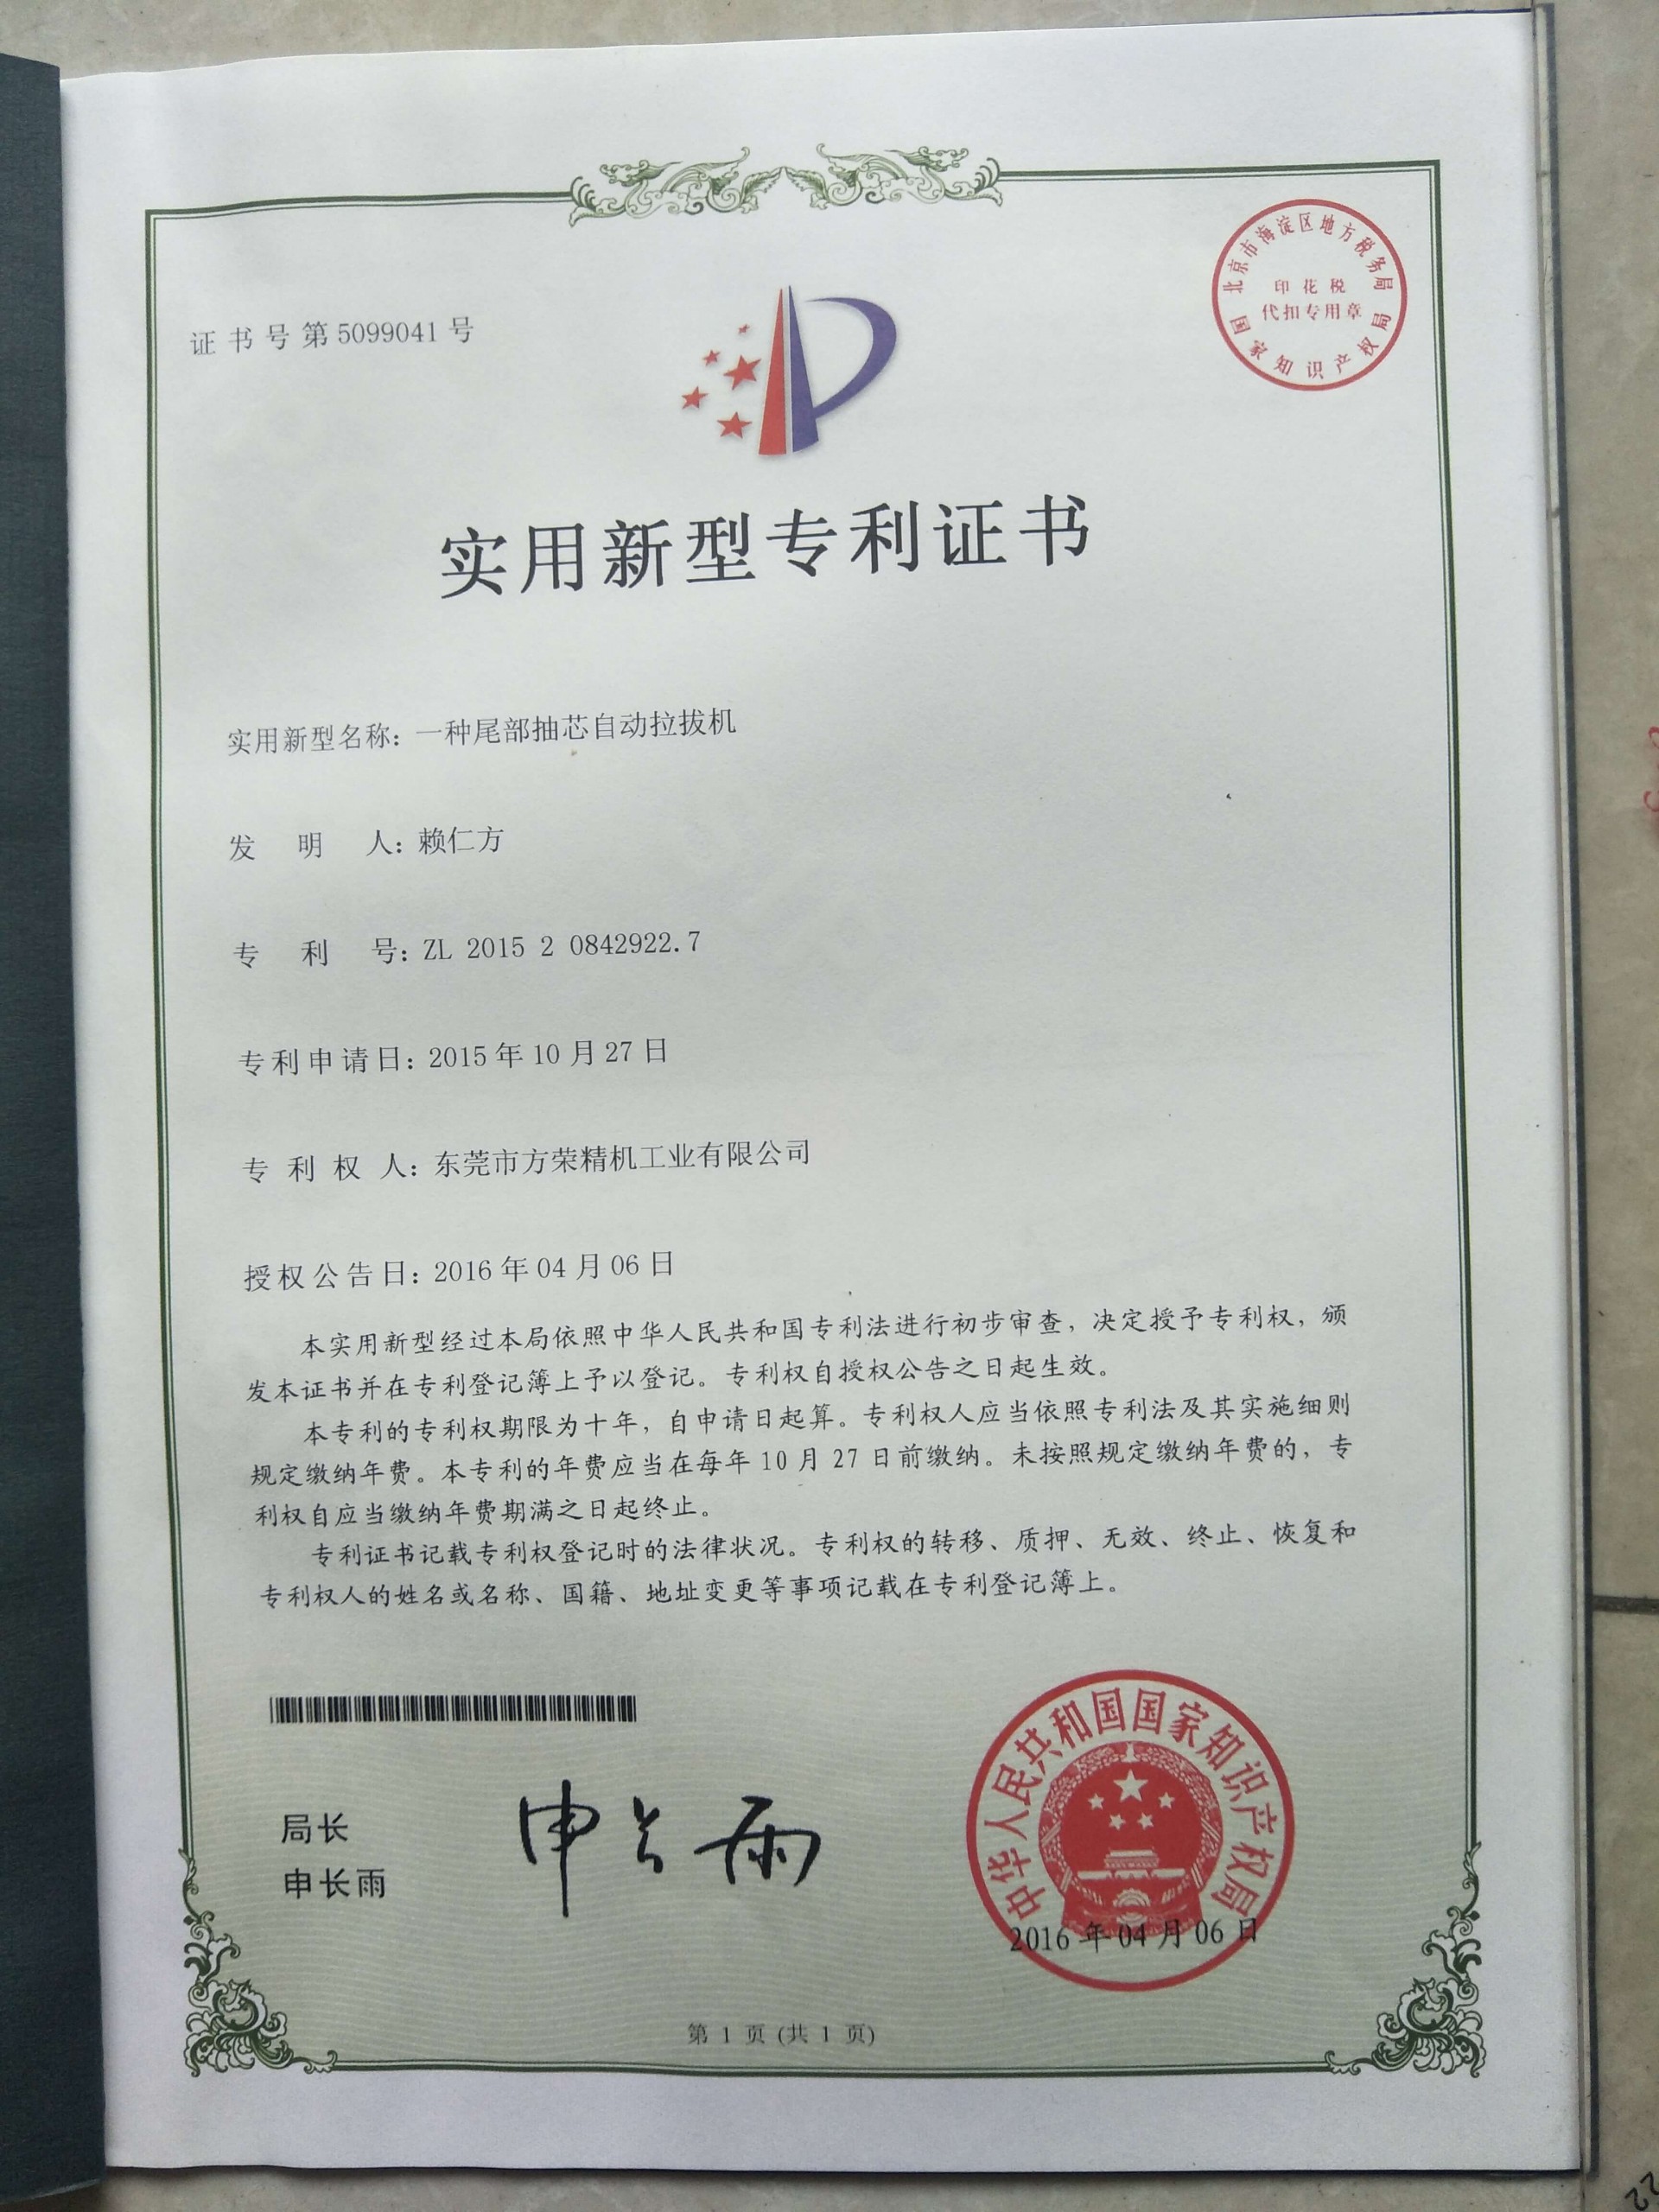 北京市海淀区地方税务局
印花税
代扣专用章
国家知识产权局
证书号第5099041号
实用新型专利证书
实用新型名称：一种尾部抽芯自动拉拔机
发明人：赖仁方
专利号：ZL 2015 2 0842922.7
专利申请日：2015年10月27日
专利权人：东莞市方荣精机工业有限公司
授权公告日：2016年04月06日
本实用新型经过本局依照中华人民共和国专利法进行初步审查，决定授予专利权，颁
发本证书并在专利登记簿上予以登记。专利权自授权公告之日起生效。
本专利的专利权期限为十年，自申请日起算。专利权人应当依照专利法及其实施细则
规定缴纳年费。本专利的年费应当在每年10月27日前缴纳。未按照规定缴纳年费的，专
利权自应当缴纳年费期满之日起终止。
专利证书记载专利权登记时的法律状况。专利权的转移、质押、无效、终止、恢复和
专利权人的姓名或名称、国籍、地址变更等事项记载在专利登记簿上。
局长
申长雨
申长雨
中华人民共和国国家知识产权局
2016年04月06日
第 1 页 (共 1 页)